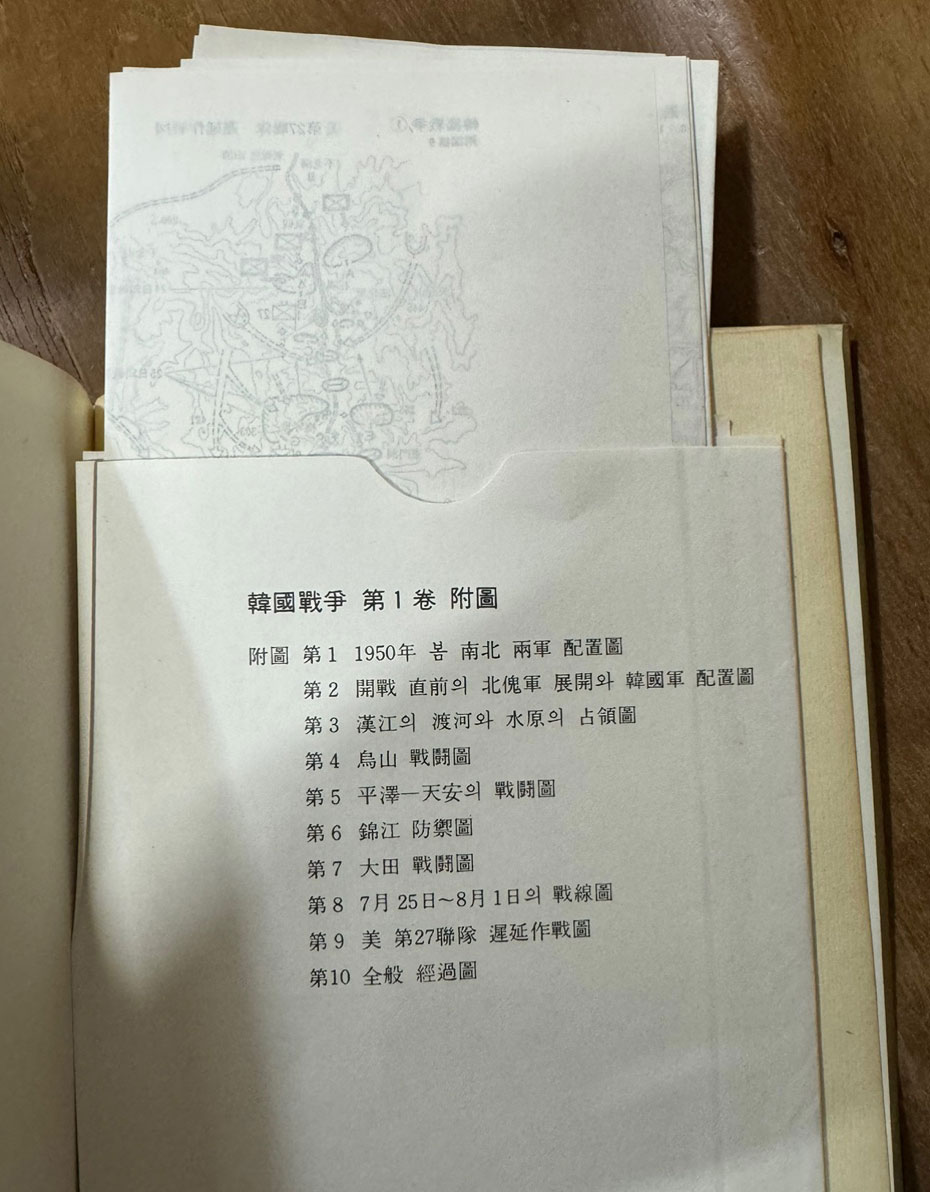 韓國戰爭 第1卷 附圖
附圖 第1 1950年 봄 南北 兩軍 配置圖
第2 開戰 直前의 北傀軍 展開와 韓國軍 配置圖
第3 漢江의 渡河와 水原의 占領圖
第4 烏山 戰鬪圖
第5 平澤―天安의 戰鬪圖
第6 錦江 防禦圖
第7 大田 戰鬪圖
第8 7月 25日~8月 1日의 戰線圖
第9 美 第27聯隊 遲延作戰圖
第10 全般 經過圖